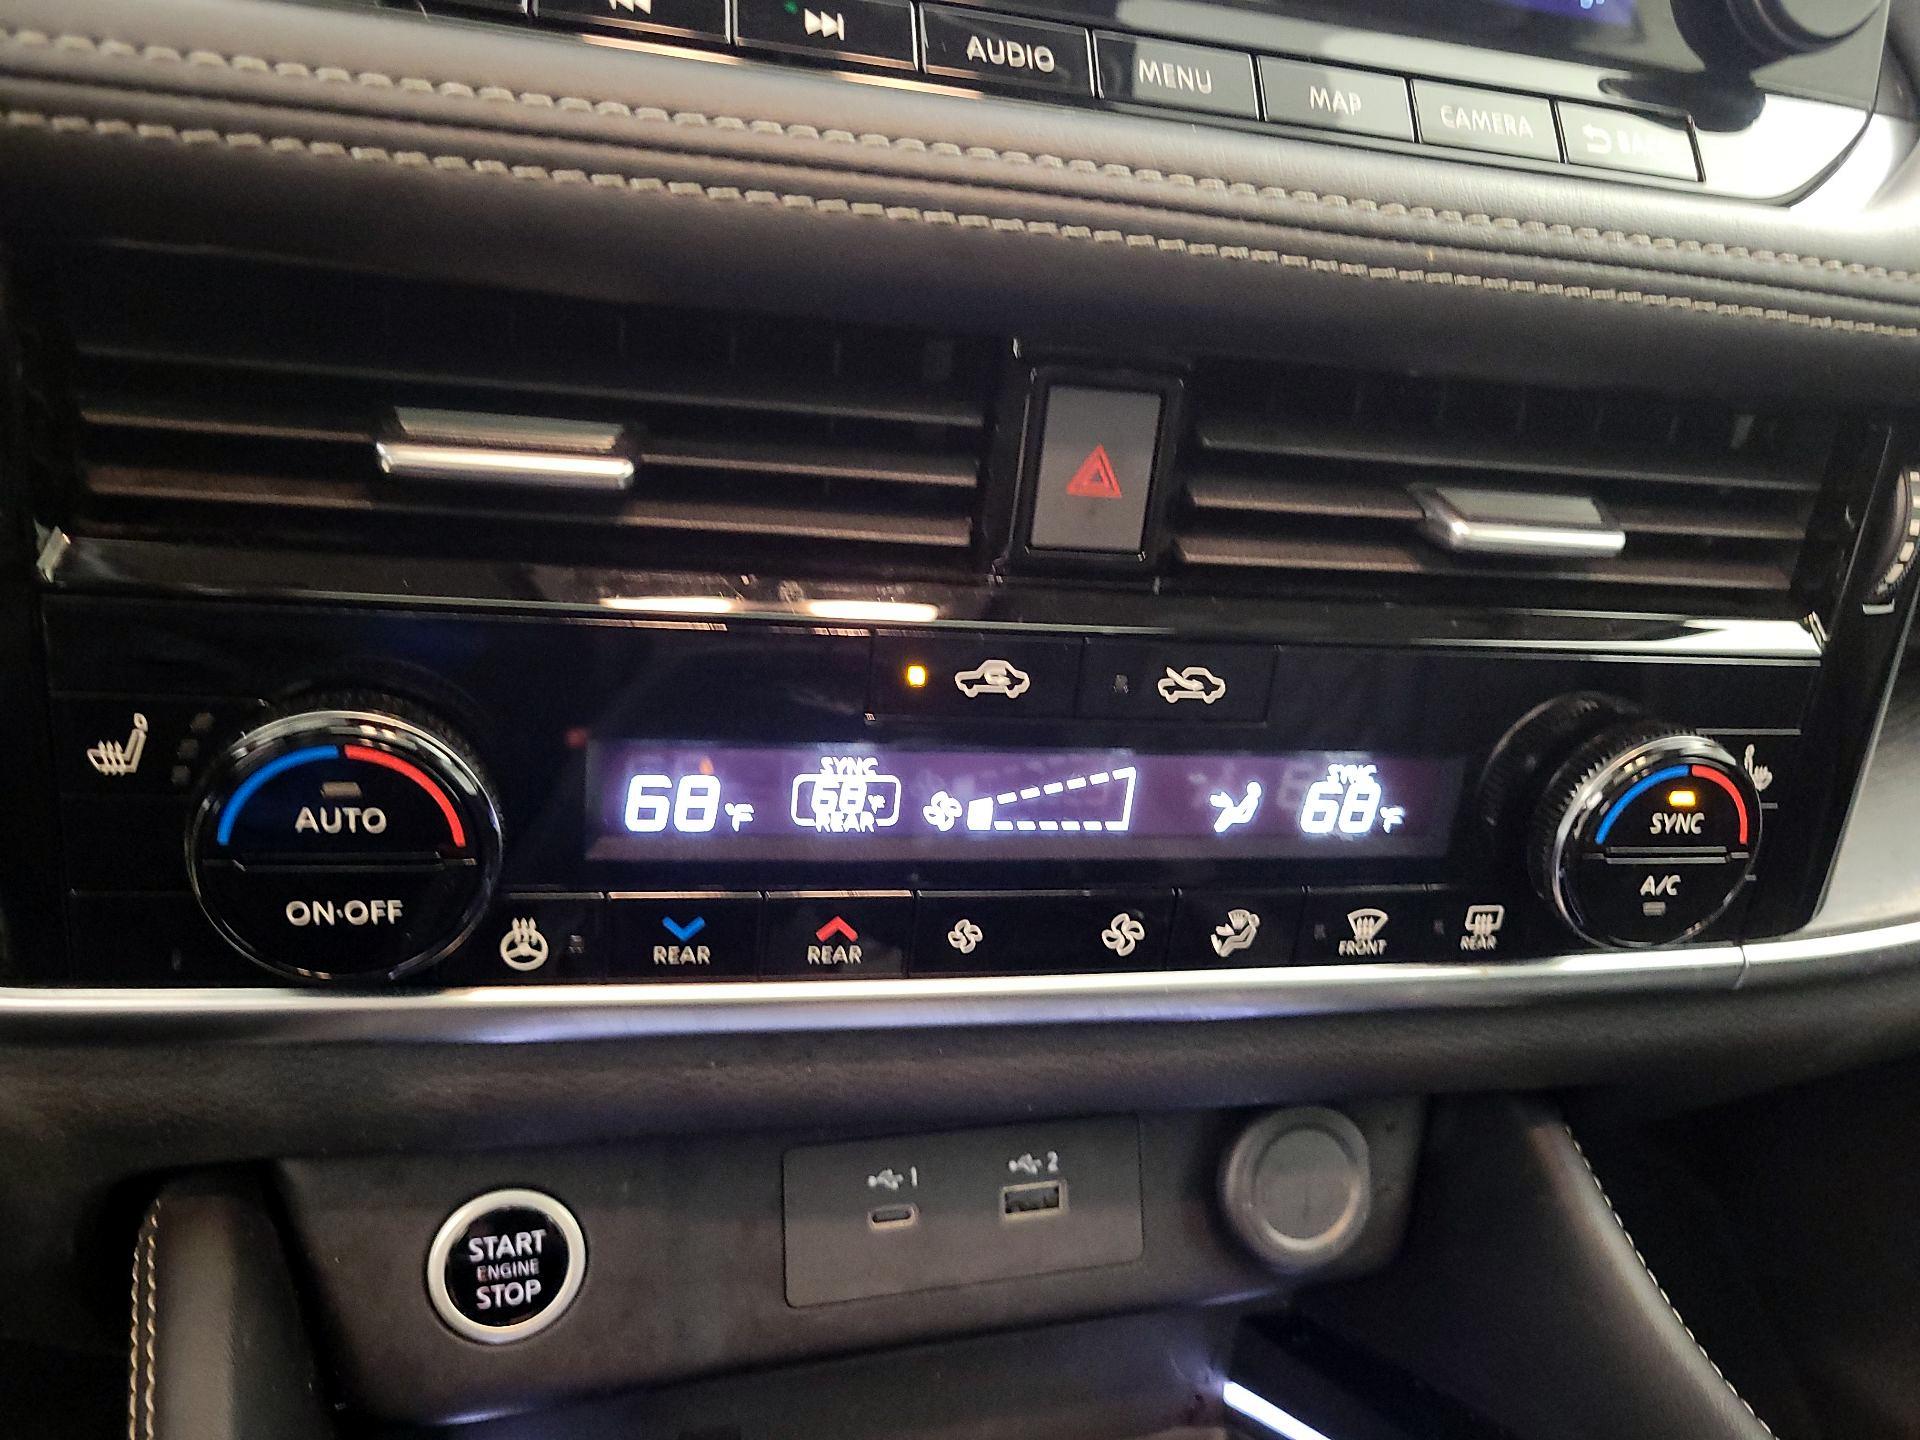 AUDIO
MENU
MAP
CAMERA
BACK
AUTO
ON·OFF
68°F
SYNC
68°F
REAR
SYNC
68°F
SYNC
A/C
REAR
REAR
FRONT
REAR
1
2
START
ENGINE
STOP